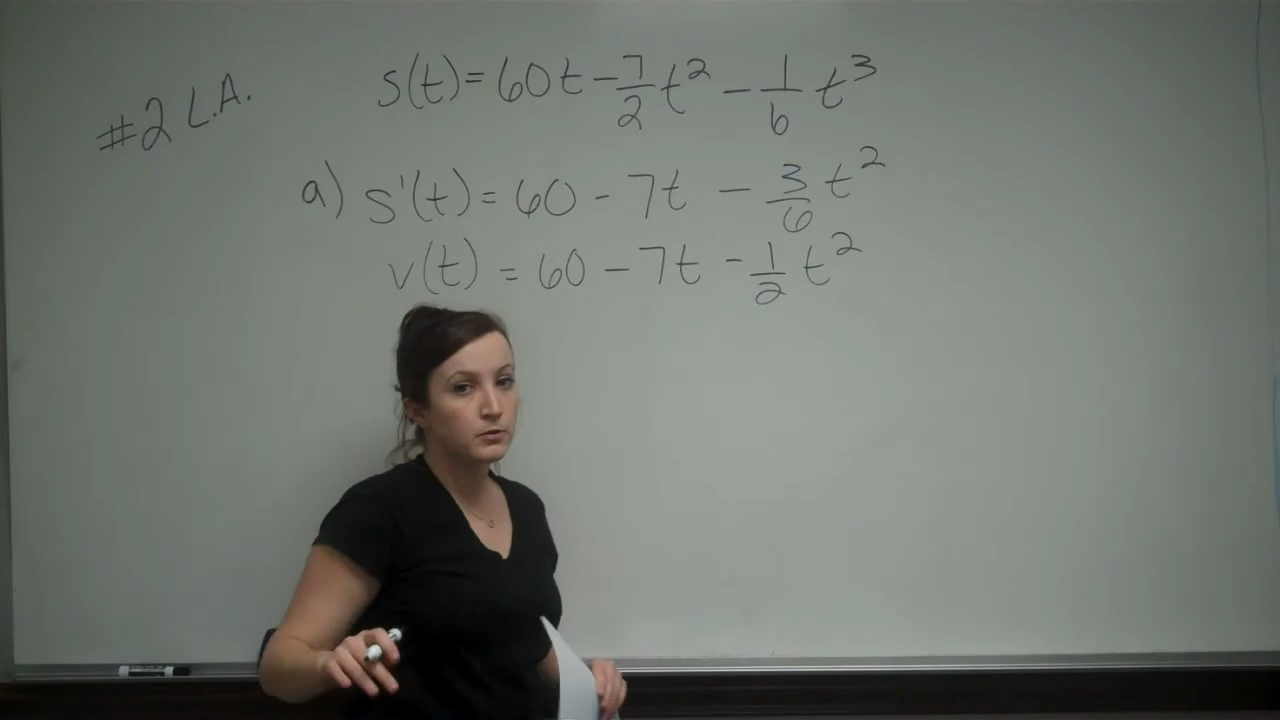 #2 L.A.
s(t) = 60t - 7/2 t² - 1/6 t³
a) s'(t) = 60 - 7t - 3/6 t²
v(t) = 60 - 7t - 1/2 t²